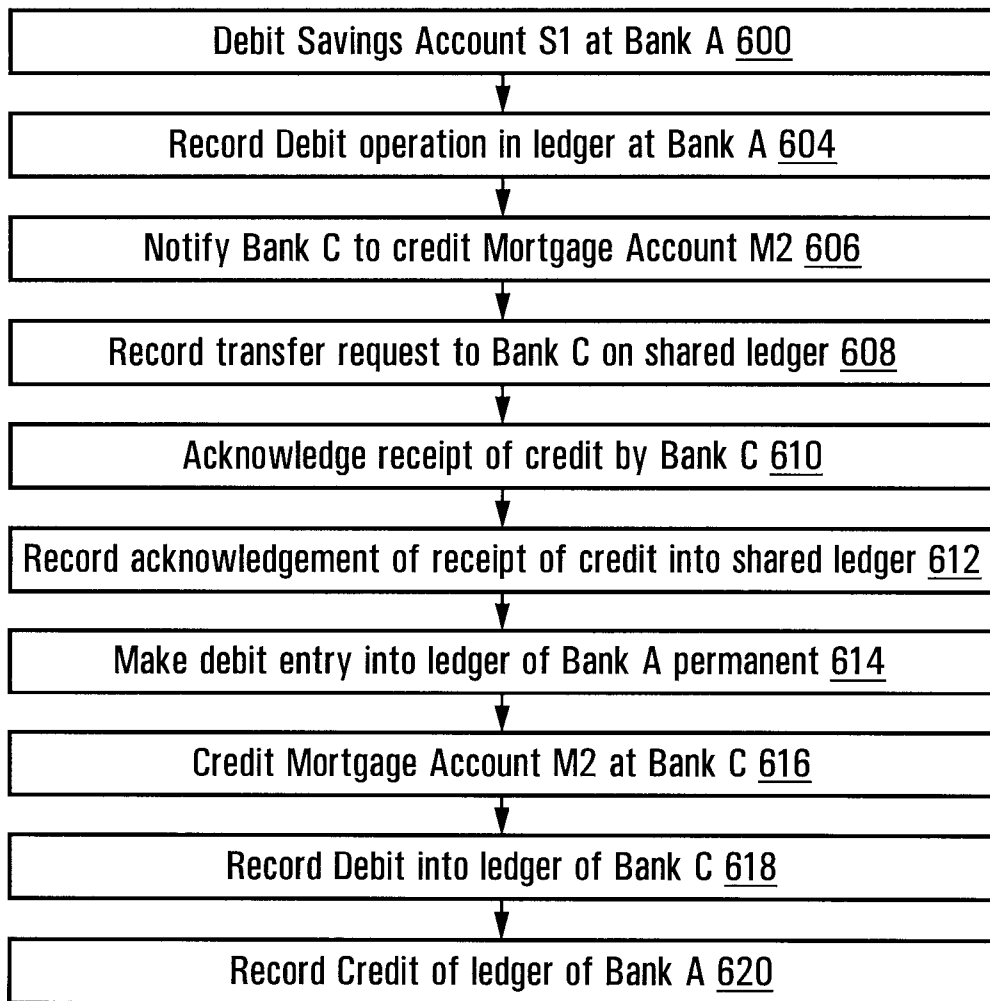 Debit Savings Account S1 at Bank A 600
Record Debit operation in ledger at Bank A 604
Notify Bank C to credit Mortgage Account M2 606
Record transfer request to Bank C on shared ledger 608
Acknowledge receipt of credit by Bank C 610
Record acknowledgement of receipt of credit into shared ledger 612
Make debit entry into ledger of Bank A permanent 614
Credit Mortgage Account M2 at Bank C 616
Record Debit into ledger of Bank C 618
Record Credit of ledger of Bank A 620